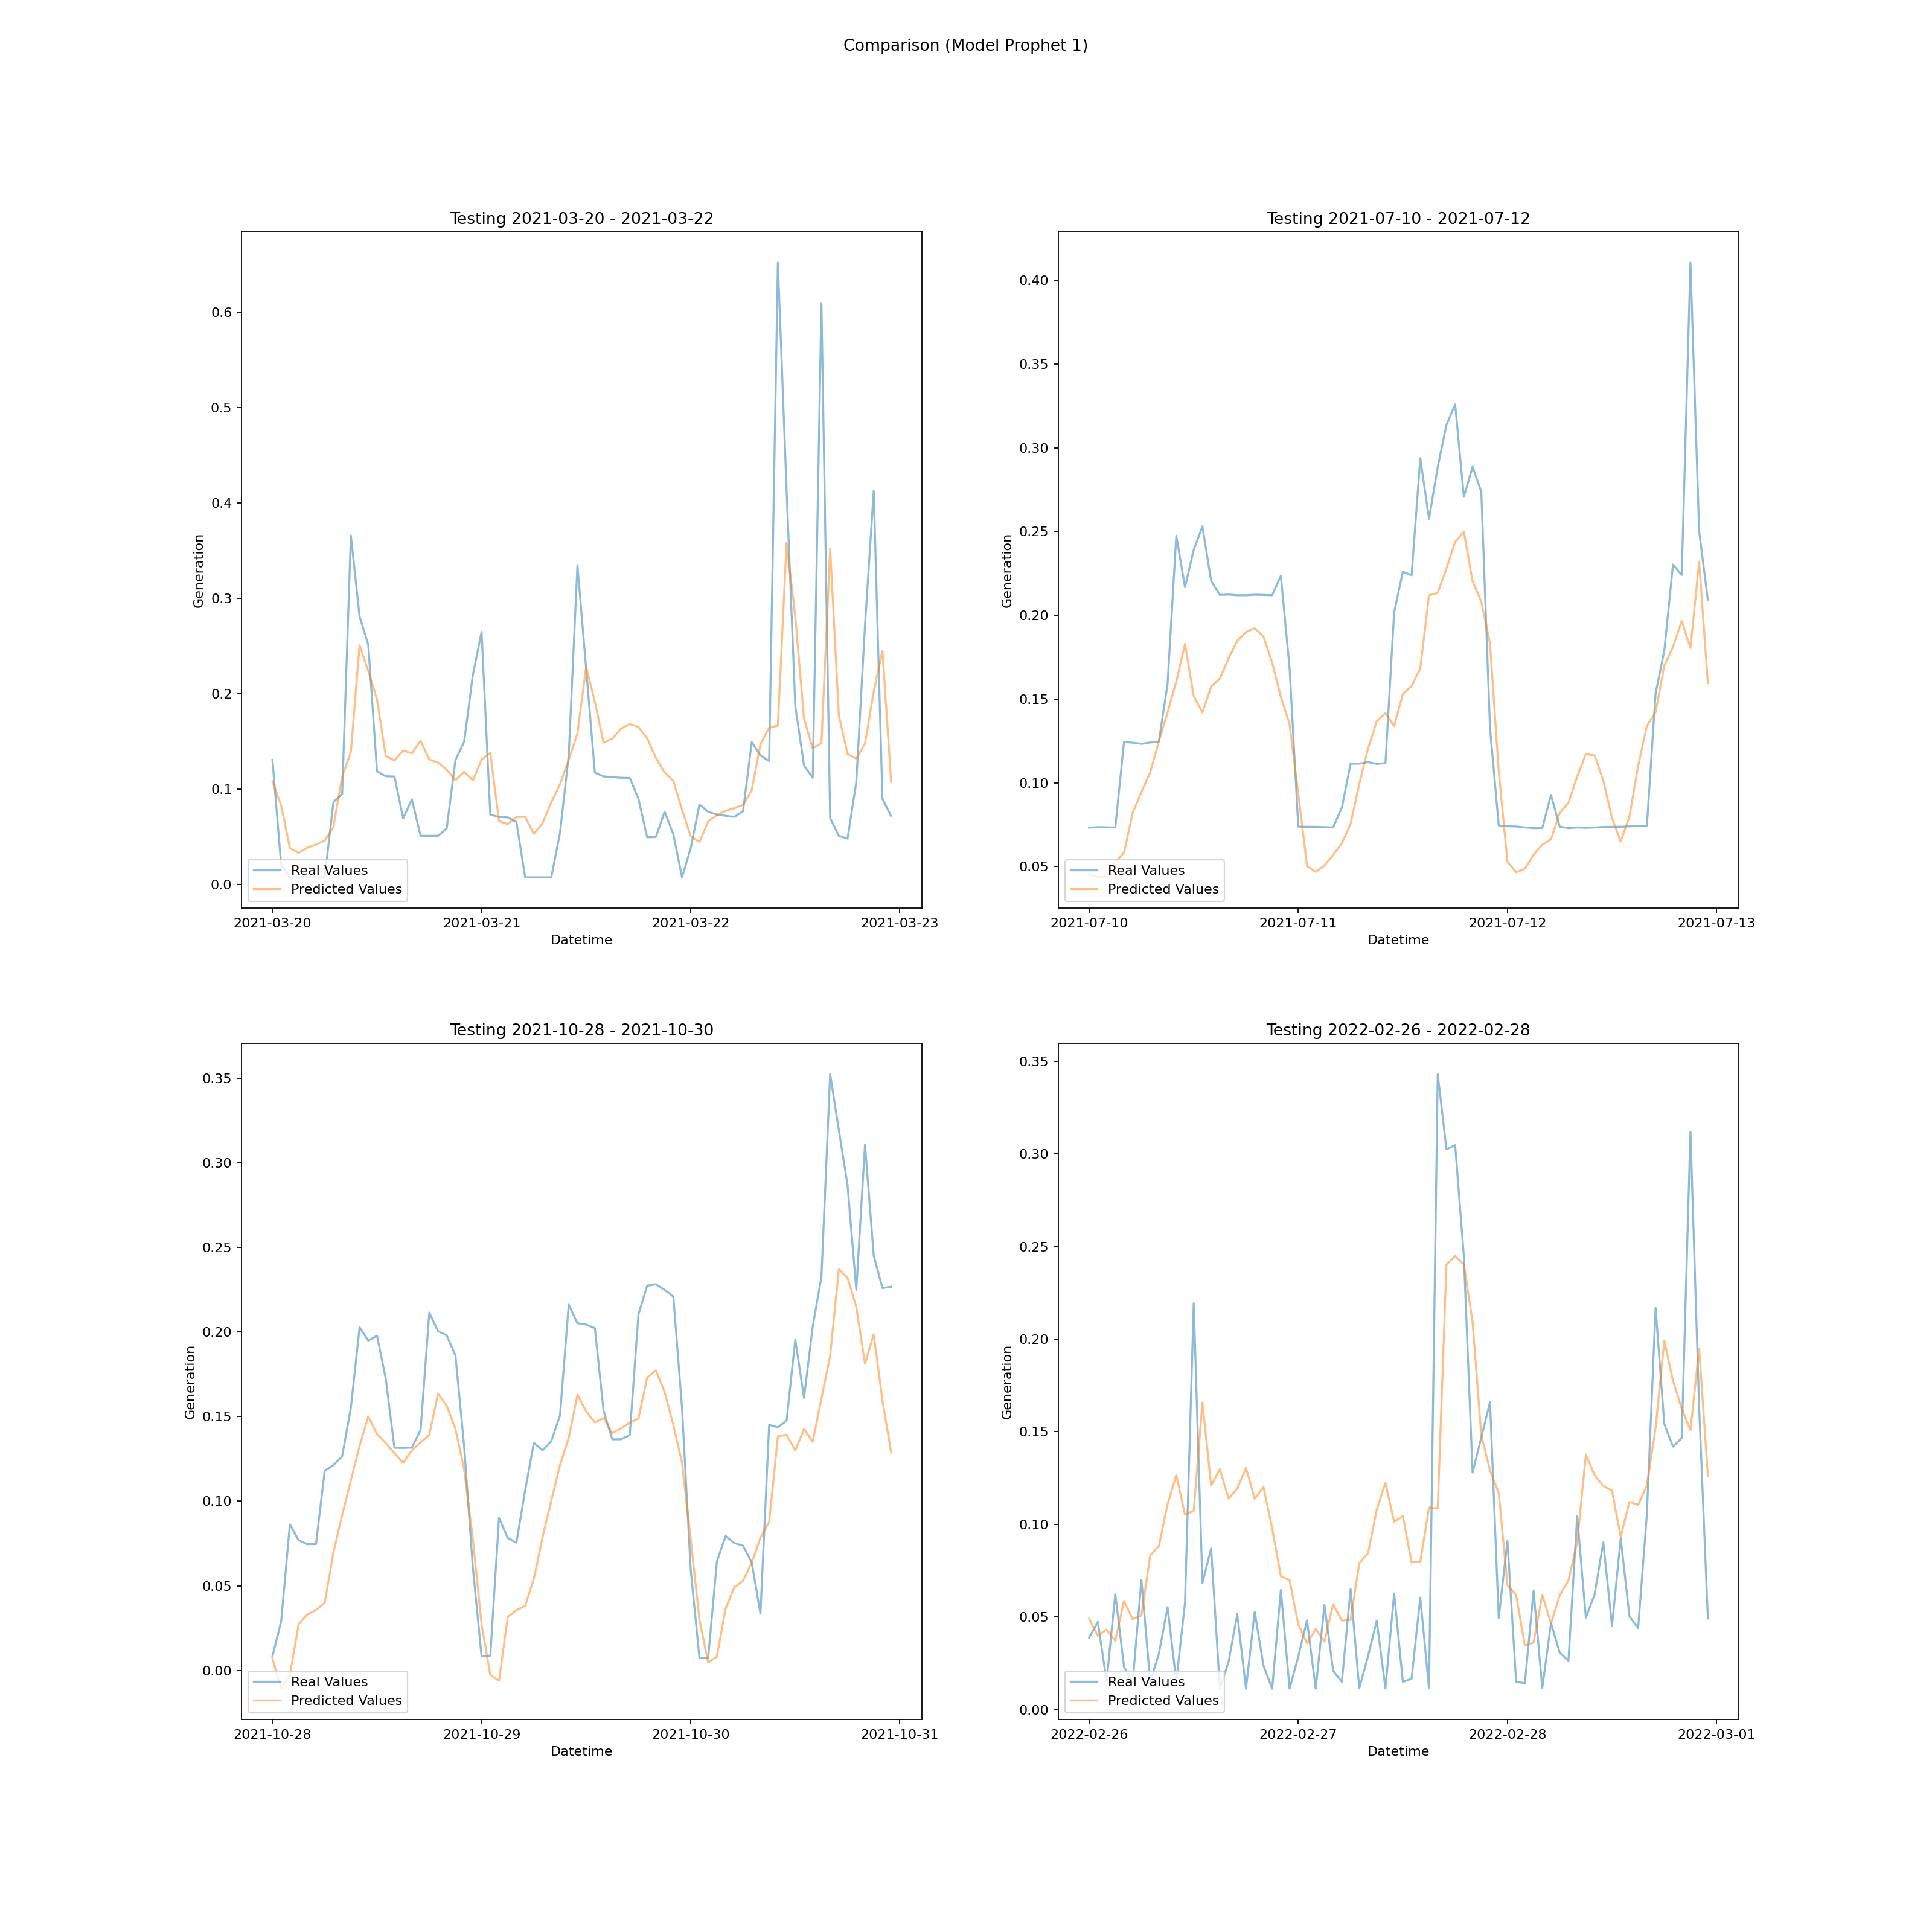 Comparison (Model Prophet 1)
Testing 2021-03-20 - 2021-03-22
Generation
0.6
0.5
0.4
0.3
0.2
0.1
0.0
Real Values
Predicted Values
2021-03-20 2021-03-21 2021-03-22 2021-03-23
Datetime
Testing 2021-07-10 - 2021-07-12
Generation
0.40
0.35
0.30
0.25
0.20
0.15
0.10
0.05
Real Values
Predicted Values
2021-07-10 2021-07-11 2021-07-12 2021-07-13
Datetime
Testing 2021-10-28 - 2021-10-30
Generation
0.35
0.30
0.25
0.20
0.15
0.10
0.05
0.00
Real Values
Predicted Values
2021-10-28 2021-10-29 2021-10-30 2021-10-31
Datetime
Testing 2022-02-26 - 2022-02-28
Generation
0.35
0.30
0.25
0.20
0.15
0.10
0.05
0.00
Real Values
Predicted Values
2022-02-26 2022-02-27 2022-02-28 2022-03-01
Datetime